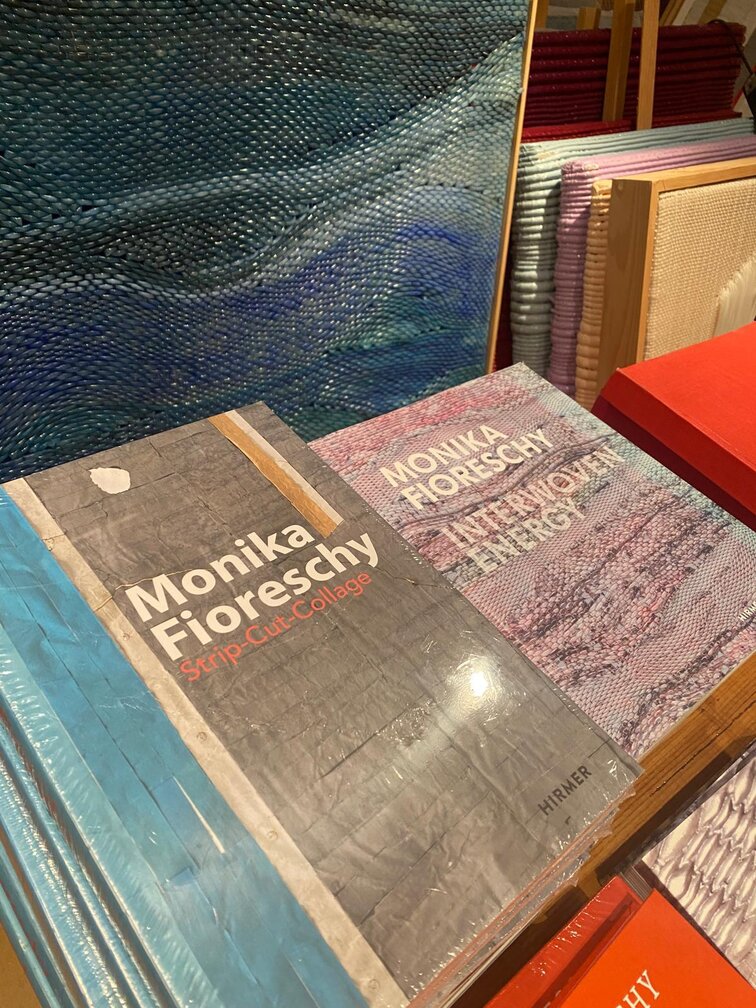 Monika
Fioreschy
Strip-Cut-Collage
HIRMER
MONIKA
FIORESCHY
INTERWOVEN
ENERGY